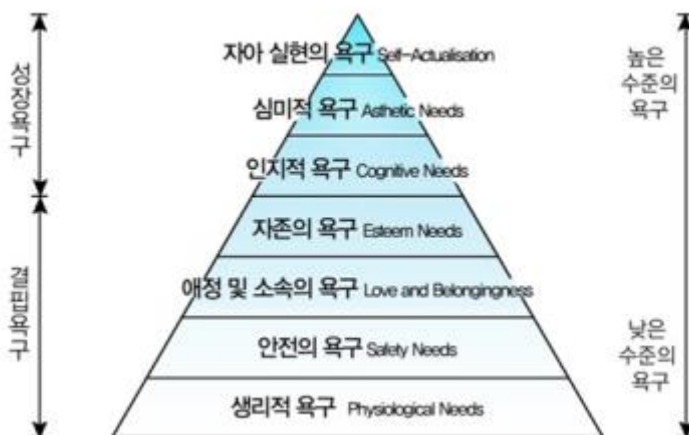 자아 실현의 욕구 Self-Actualisation
심미적 욕구 Asthetic Needs
인지적 욕구 Cognitive Needs
자존의 욕구 Esteem Needs
애정 및 소속의 욕구 Love and Belongingness
안전의 욕구 Safety Needs
생리적 욕구 Physiological Needs
성장욕구
결핍욕구
높은
수준의
욕구
낮은
수준의
욕구